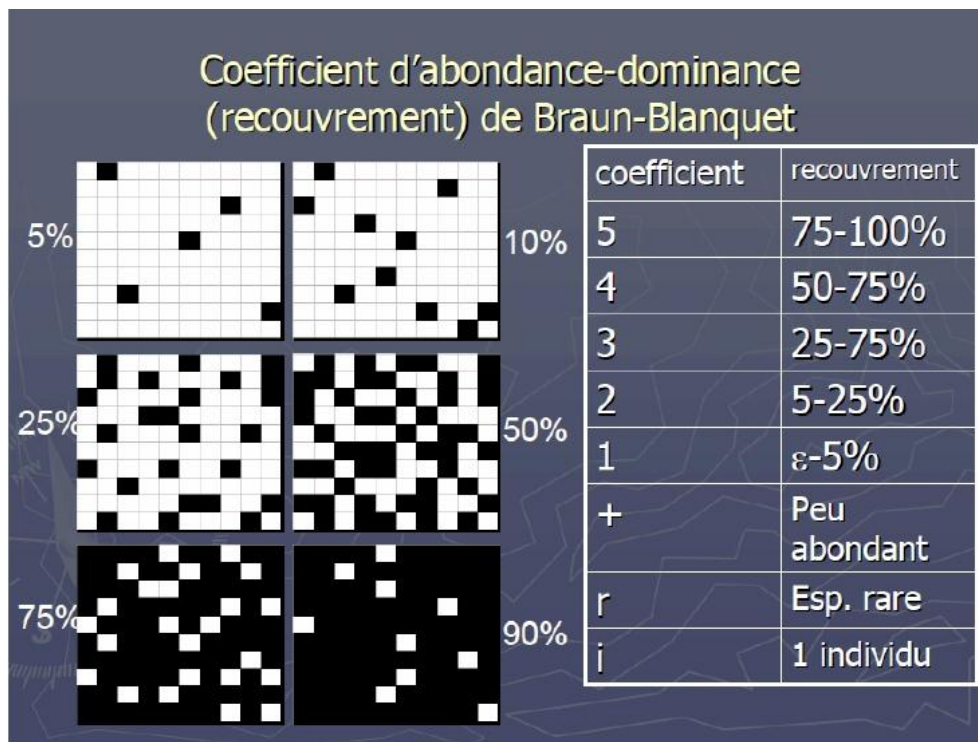 Coefficient d'abondance-dominance
(recouvrement) de Braun-Blanquet
5%
10%
25%
50%
75%
90%
coefficient recouvrement
5 75-100%
4 50-75%
3 25-75%
2 5-25%
1 ε-5%
+ Peu
abondant
r Esp. rare
i 1 individu